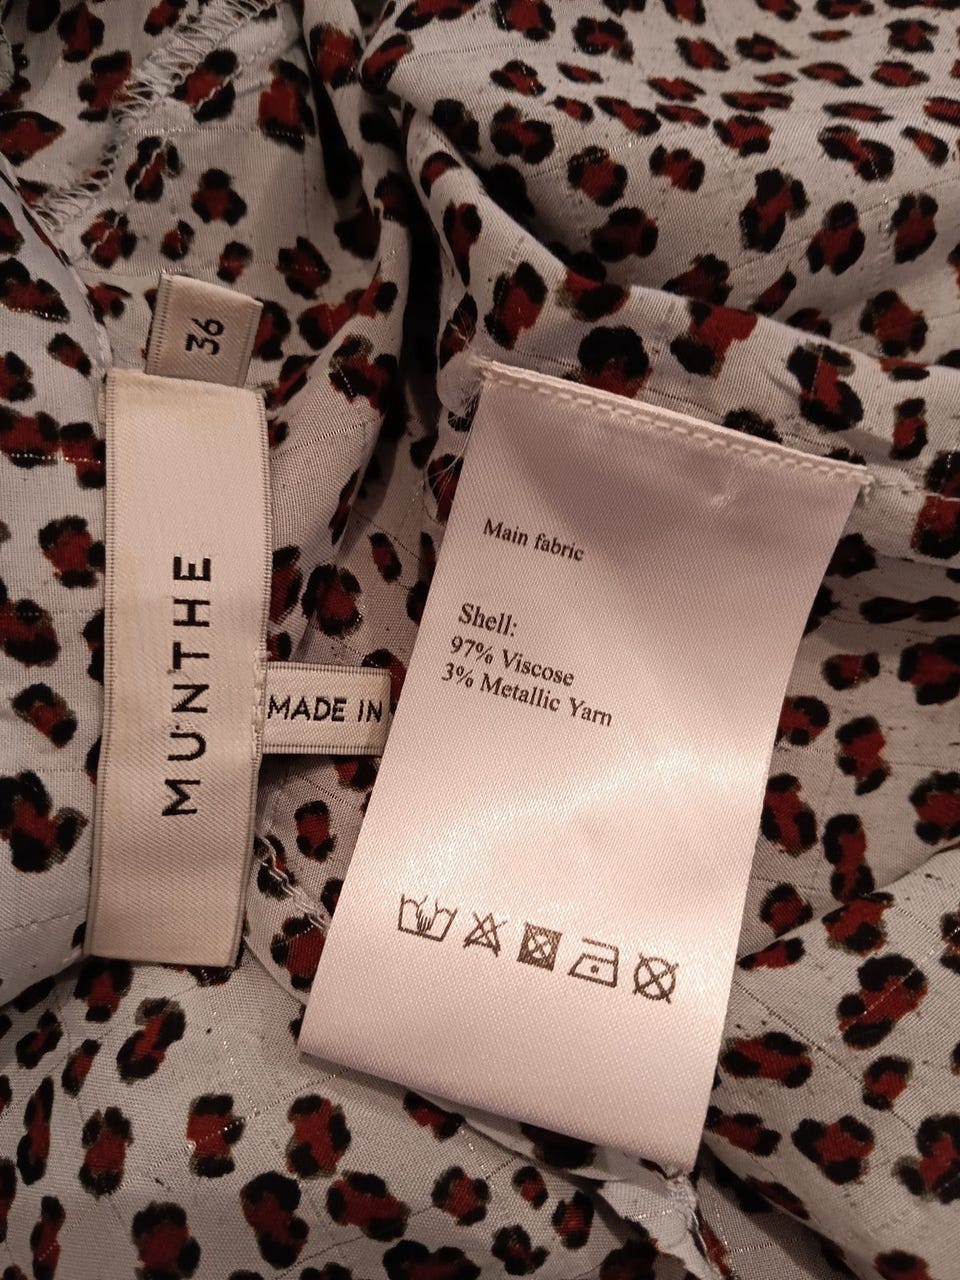 36
MUNTHE
MADE IN
Main fabric
Shell:
97% Viscose
3% Metallic Yarn